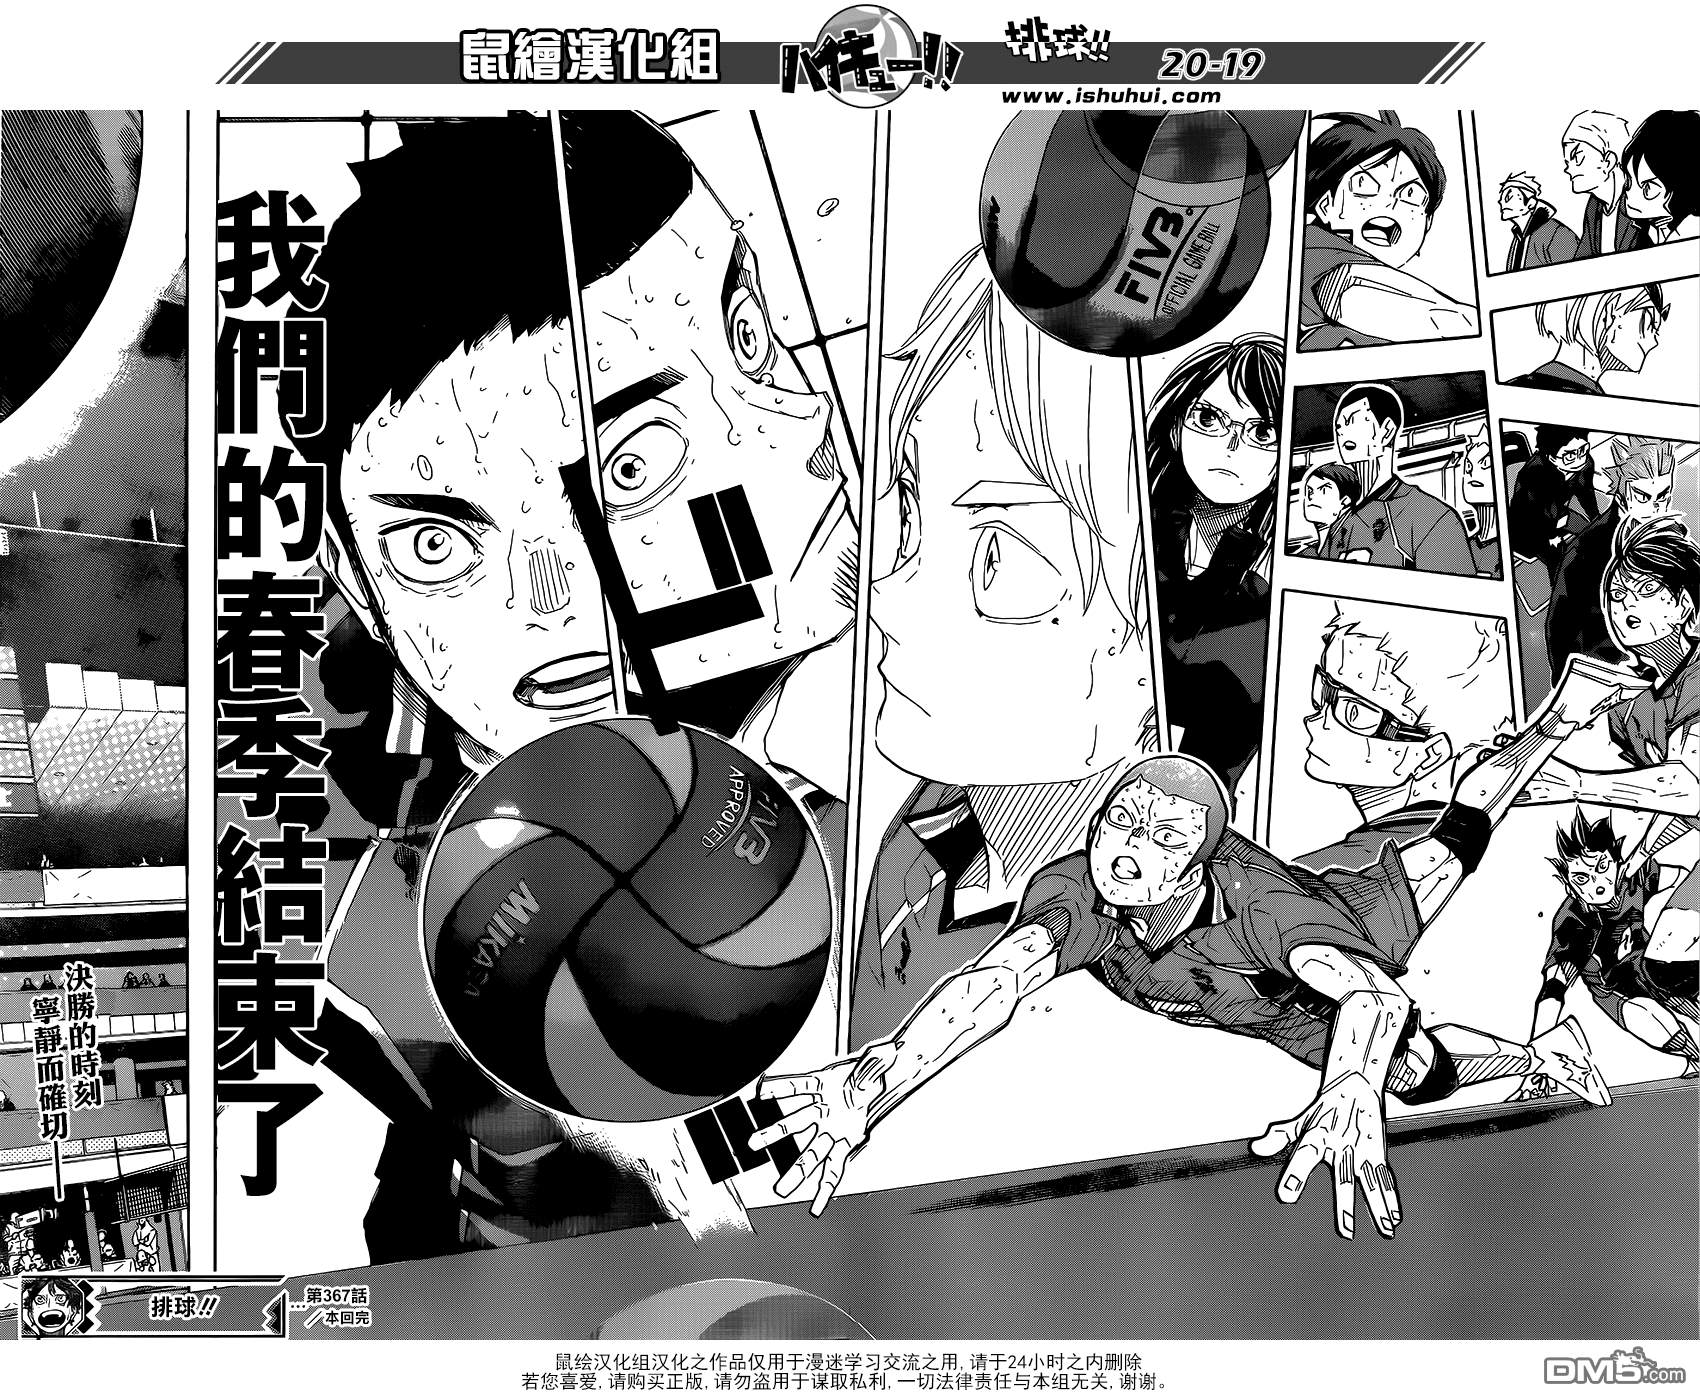 鼠繪漢化組
ハイキュー!!
排球!!
20-19
www.ishuhui.com
FIVB
OFFICIAL GAME BALL
我們的春季結束了
FIVB
APPROVED
MIKASA
決勝的時刻
寧靜而確切——
排球!!
…第367話
／本回完
鼠绘汉化组汉化之作品仅用于漫迷学习交流之用,请于24小时之内删除
若您喜爱,请购买正版,请勿盗用于谋取私利,一切法律责任与本组无关,谢谢。
DM5.com